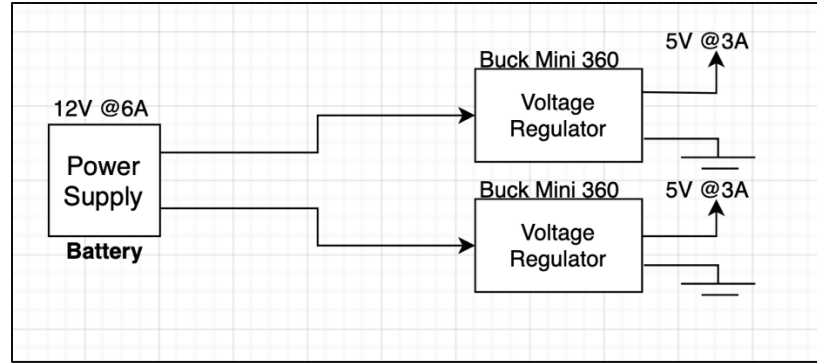 5V @3A
Buck Mini 360
12V @6A
Voltage
Regulator
Power
Supply
Battery
Buck Mini 360
5V @3A
Voltage
Regulator